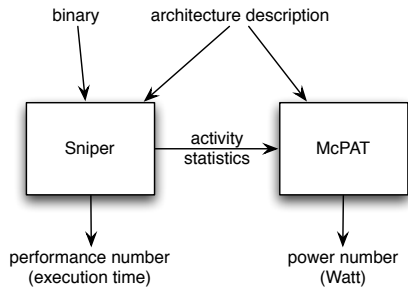 binary
architecture description
Sniper
activity
statistics
McPAT
performance number
(execution time)
power number
(Watt)